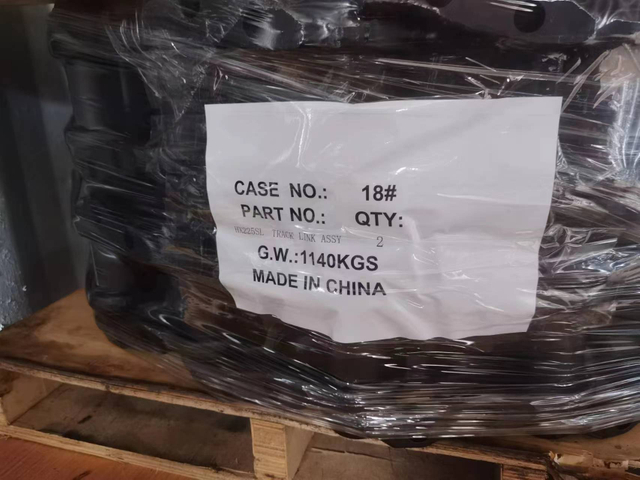 CASE NO.: 18#
PART NO.: QTY:
TRACK LINK ASSY 2
G.W.:1140KGS
MADE IN CHINA